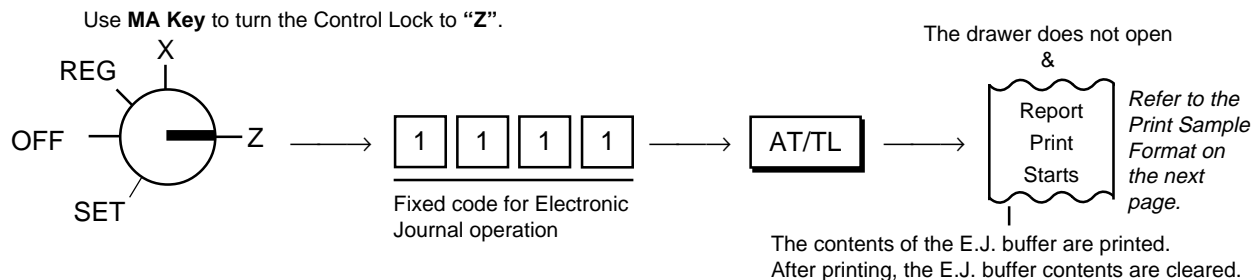 Use MA Key to turn the Control Lock to “Z”.
X
REG
OFF
Z
SET
1 1 1 1
Fixed code for Electronic
Journal operation
AT/TL
The drawer does not open
&
Report
Print
Starts
Refer to the
Print Sample
Format on
the next
page.
The contents of the E.J. buffer are printed.
After printing, the E.J. buffer contents are cleared.